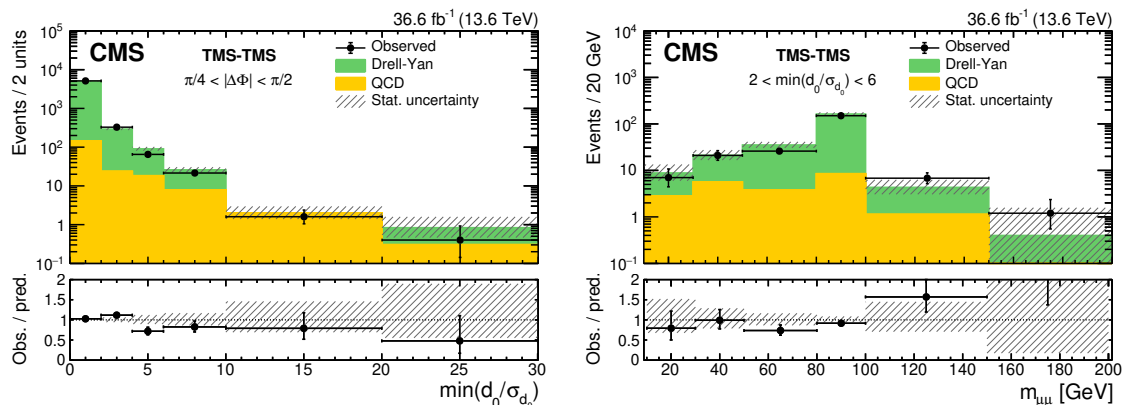 36.6 fb⁻¹ (13.6 TeV)
CMS
TMS-TMS
π/4 < |ΔΦ| < π/2
Observed
Drell-Yan
QCD
Stat. uncertainty
Events / 2 units
10⁵
10⁴
10³
10²
10
1
10⁻¹
Obs. / pred.
2
1.5
1
0.5
0
0 5 10 15 20 25 30
min(d₀/σ_d₀)
36.6 fb⁻¹ (13.6 TeV)
CMS
TMS-TMS
2 < min(d₀/σ_d₀) < 6
Observed
Drell-Yan
QCD
Stat. uncertainty
Events / 20 GeV
10⁵
10⁴
10³
10²
10
1
10⁻¹
Obs. / pred.
2
1.5
1
0.5
0
20 40 60 80 100 120 140 160 180 200
m_μμ [GeV]